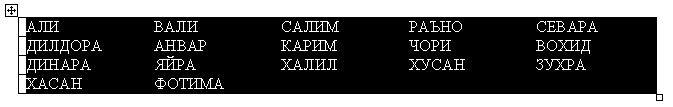 АЛИ ВАЛИ САЛИМ РАЪНО СЕВАРА
ДИЛДОРА АНВАР КАРИМ ЧОРИ ВОХИД
ДИНАРА ЯЙРА ХАЛИЛ ХУСАН ЗУХРА
ХАСАН ФОТИМА